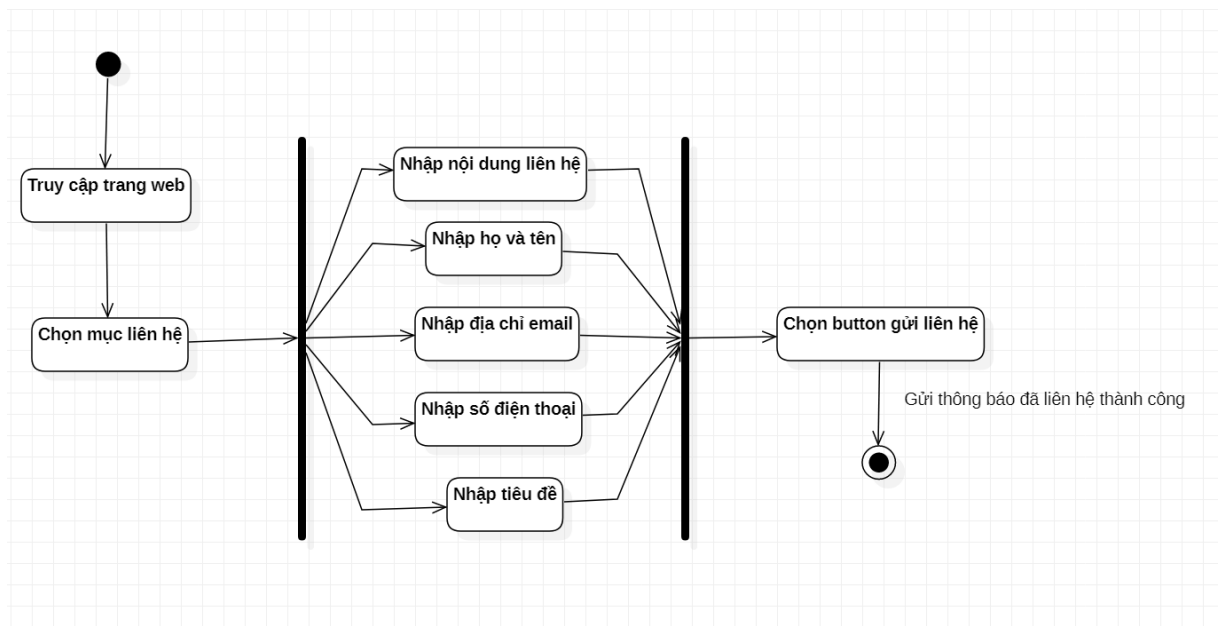 Truy cập trang web
Chọn mục liên hệ
Nhập nội dung liên hệ
Nhập họ và tên
Nhập địa chỉ email
Nhập số điện thoại
Nhập tiêu đề
Chọn button gửi liên hệ
Gửi thông báo đã liên hệ thành công